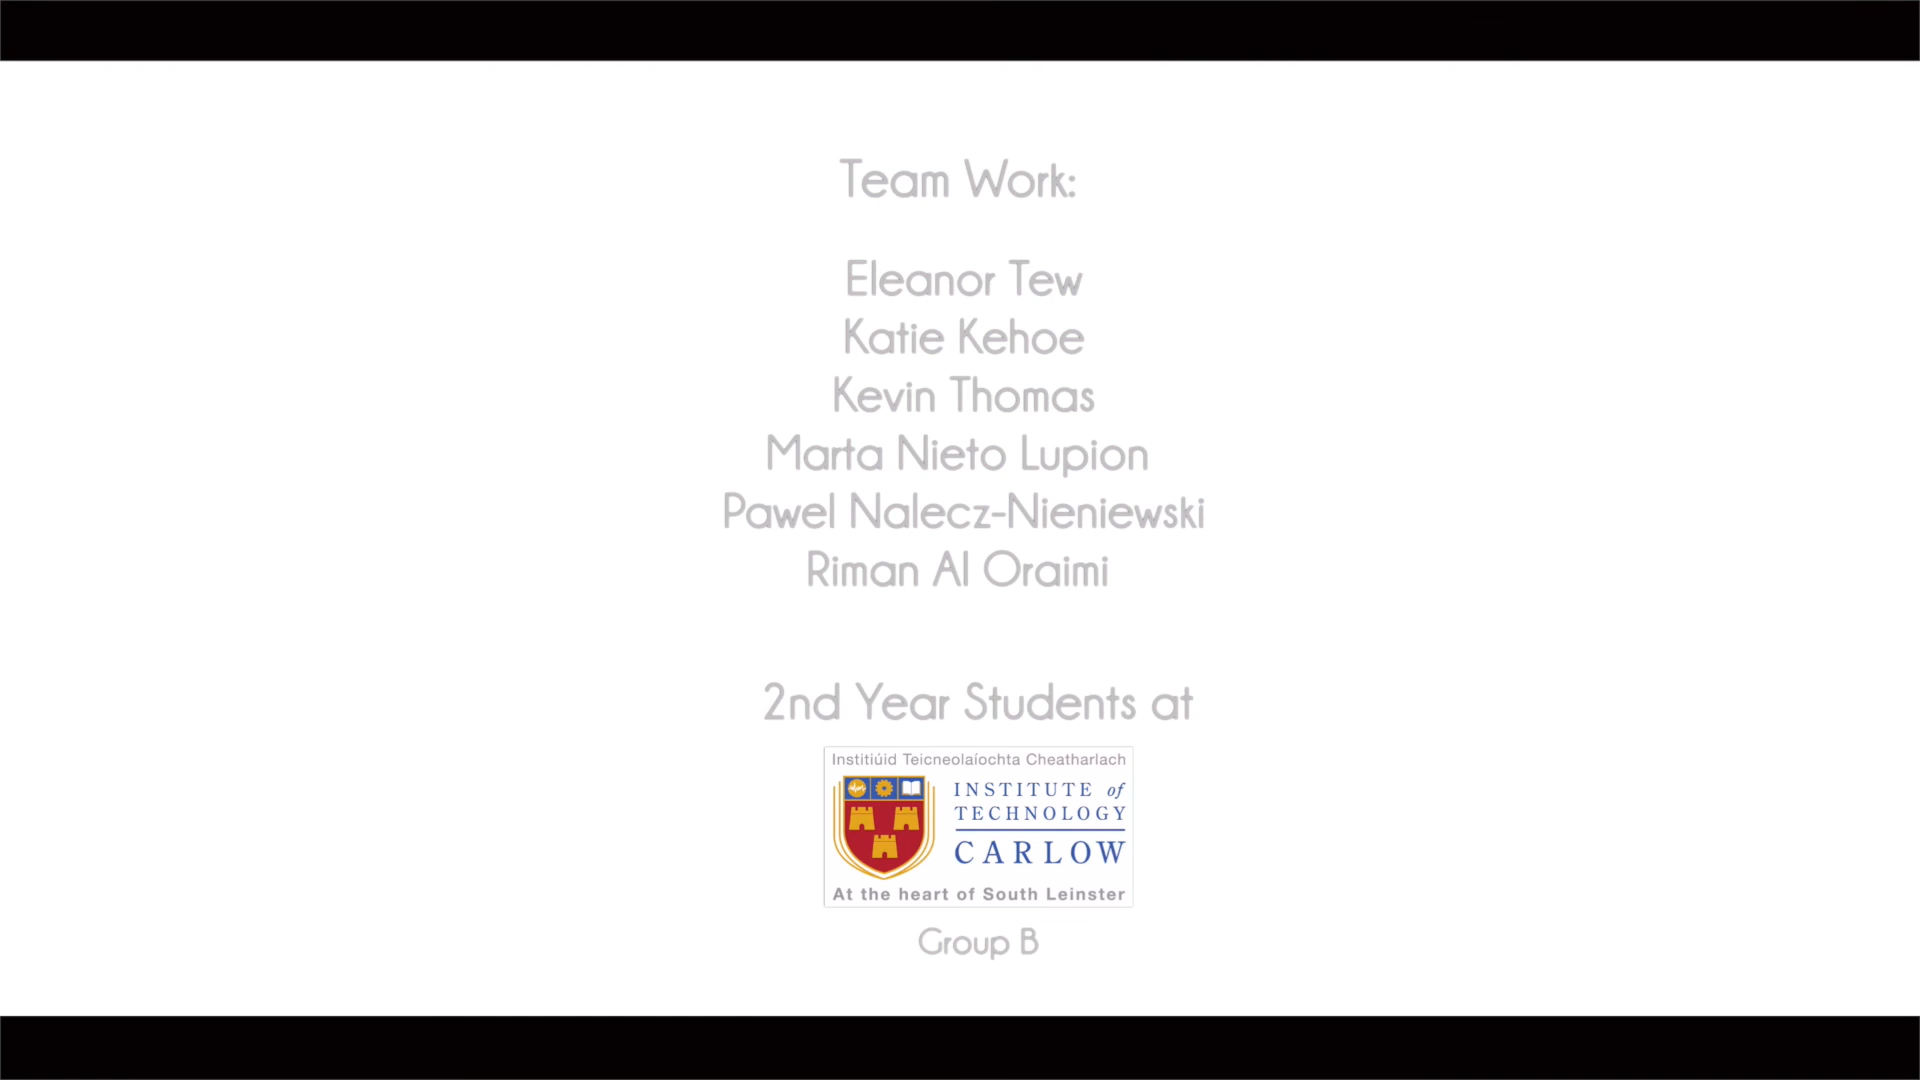 Team Work:
Eleanor Tew
Katie Kehoe
Kevin Thomas
Marta Nieto Lupion
Pawel Nalecz-Nieniewski
Riman Al Oraimi
2nd Year Students at
Institiúid Teicneolaíochta Cheatharlach
INSTITUTE of
TECHNOLOGY
CARLOW
At the heart of South Leinster
Group B